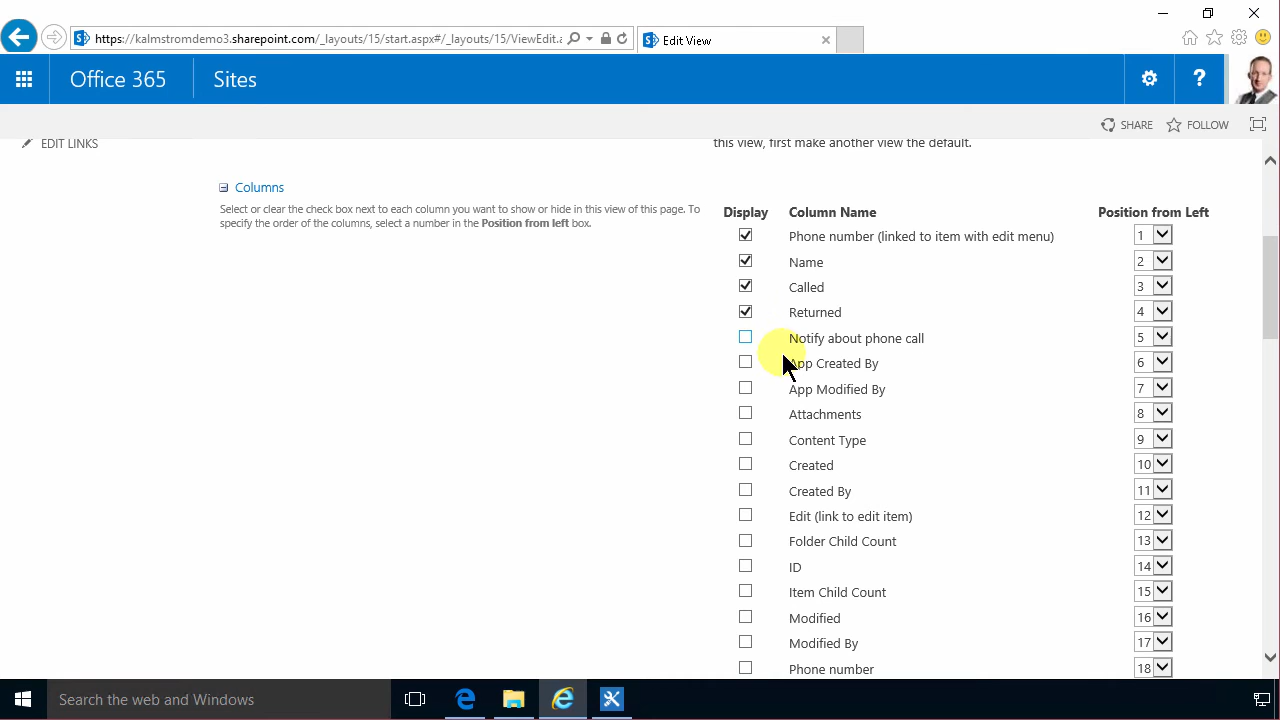 https://kalmstromdemo3.sharepoint.com/_layouts/15/start.aspx#/_layouts/15/ViewEdit.a
Edit View
Office 365
Sites
SHARE
FOLLOW
EDIT LINKS
this view, first make another view the default.
Columns
Select or clear the check box next to each column you want to show or hide in this view of this page. To
specify the order of the columns, select a number in the Position from left box.
Display Column Name Position from Left
Phone number (linked to item with edit menu) 1
Name 2
Called 3
Returned 4
Notify about phone call 5
App Created By 6
App Modified By 7
Attachments 8
Content Type 9
Created 10
Created By 11
Edit (link to edit item) 12
Folder Child Count 13
ID 14
Item Child Count 15
Modified 16
Modified By 17
Phone number 18
Search the web and Windows